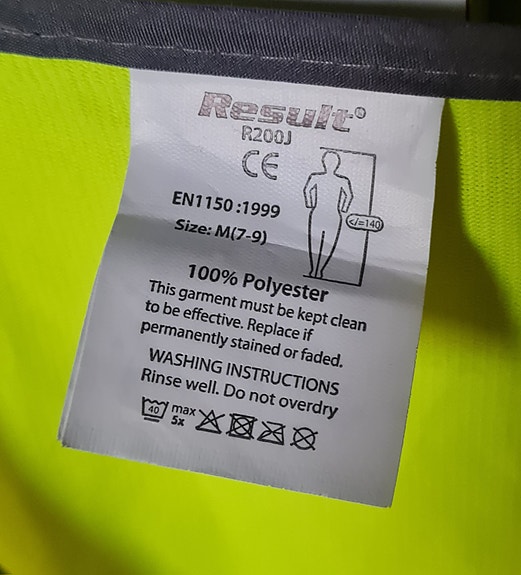 Result®
R200J
CE
EN1150 :1999
Size: M(7-9)
</=140
100% Polyester
This garment must be kept clean
to be effective. Replace if
permanently stained or faded.
WASHING INSTRUCTIONS
Rinse well. Do not overdry
40 max
5x